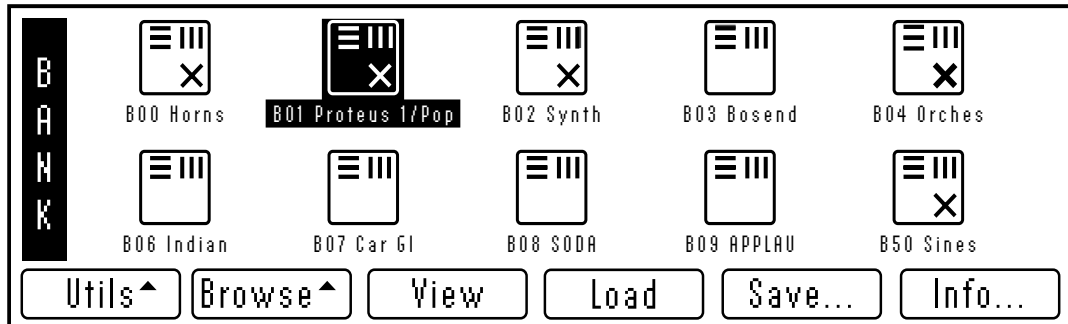 BANK
B00 Horns B01 Proteus 1/Pop B02 Synth B03 Bosend B04 Orches
B06 Indian B07 Car Gl B08 SODA B09 APPLAU B50 Sines
Utils Browse View Load Save... Info...